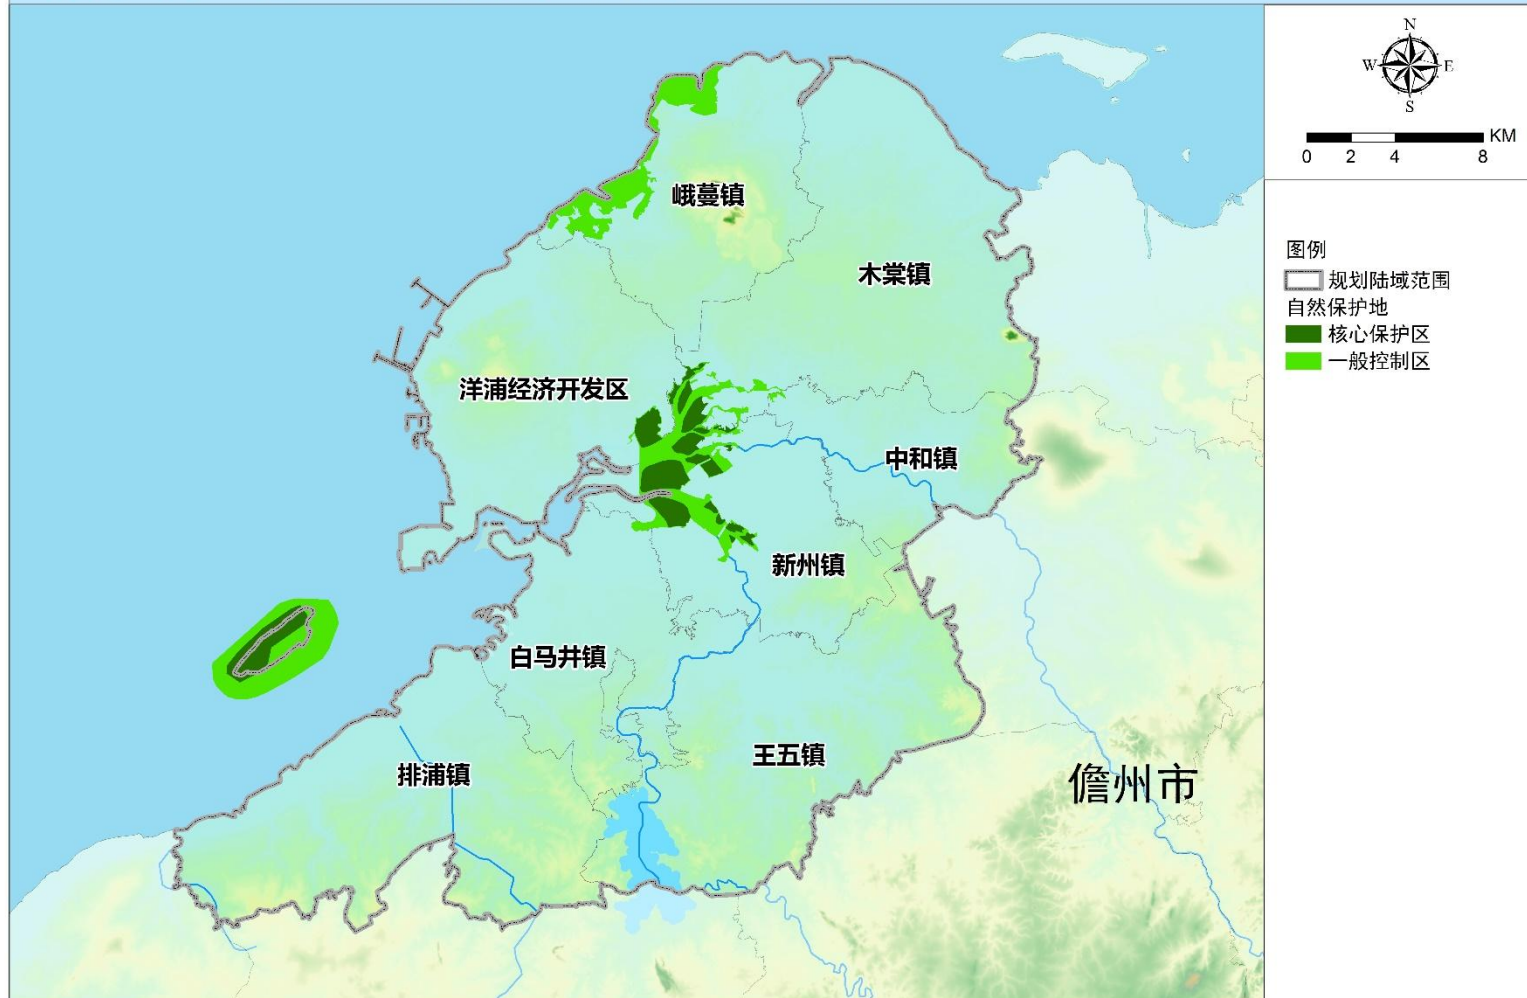 N
W E
S
KM
0 2 4 8
图例
规划陆域范围
自然保护地
核心保护区
一般控制区
峨蔓镇
木棠镇
洋浦经济开发区
中和镇
新州镇
白马井镇
王五镇
排浦镇
儋州市